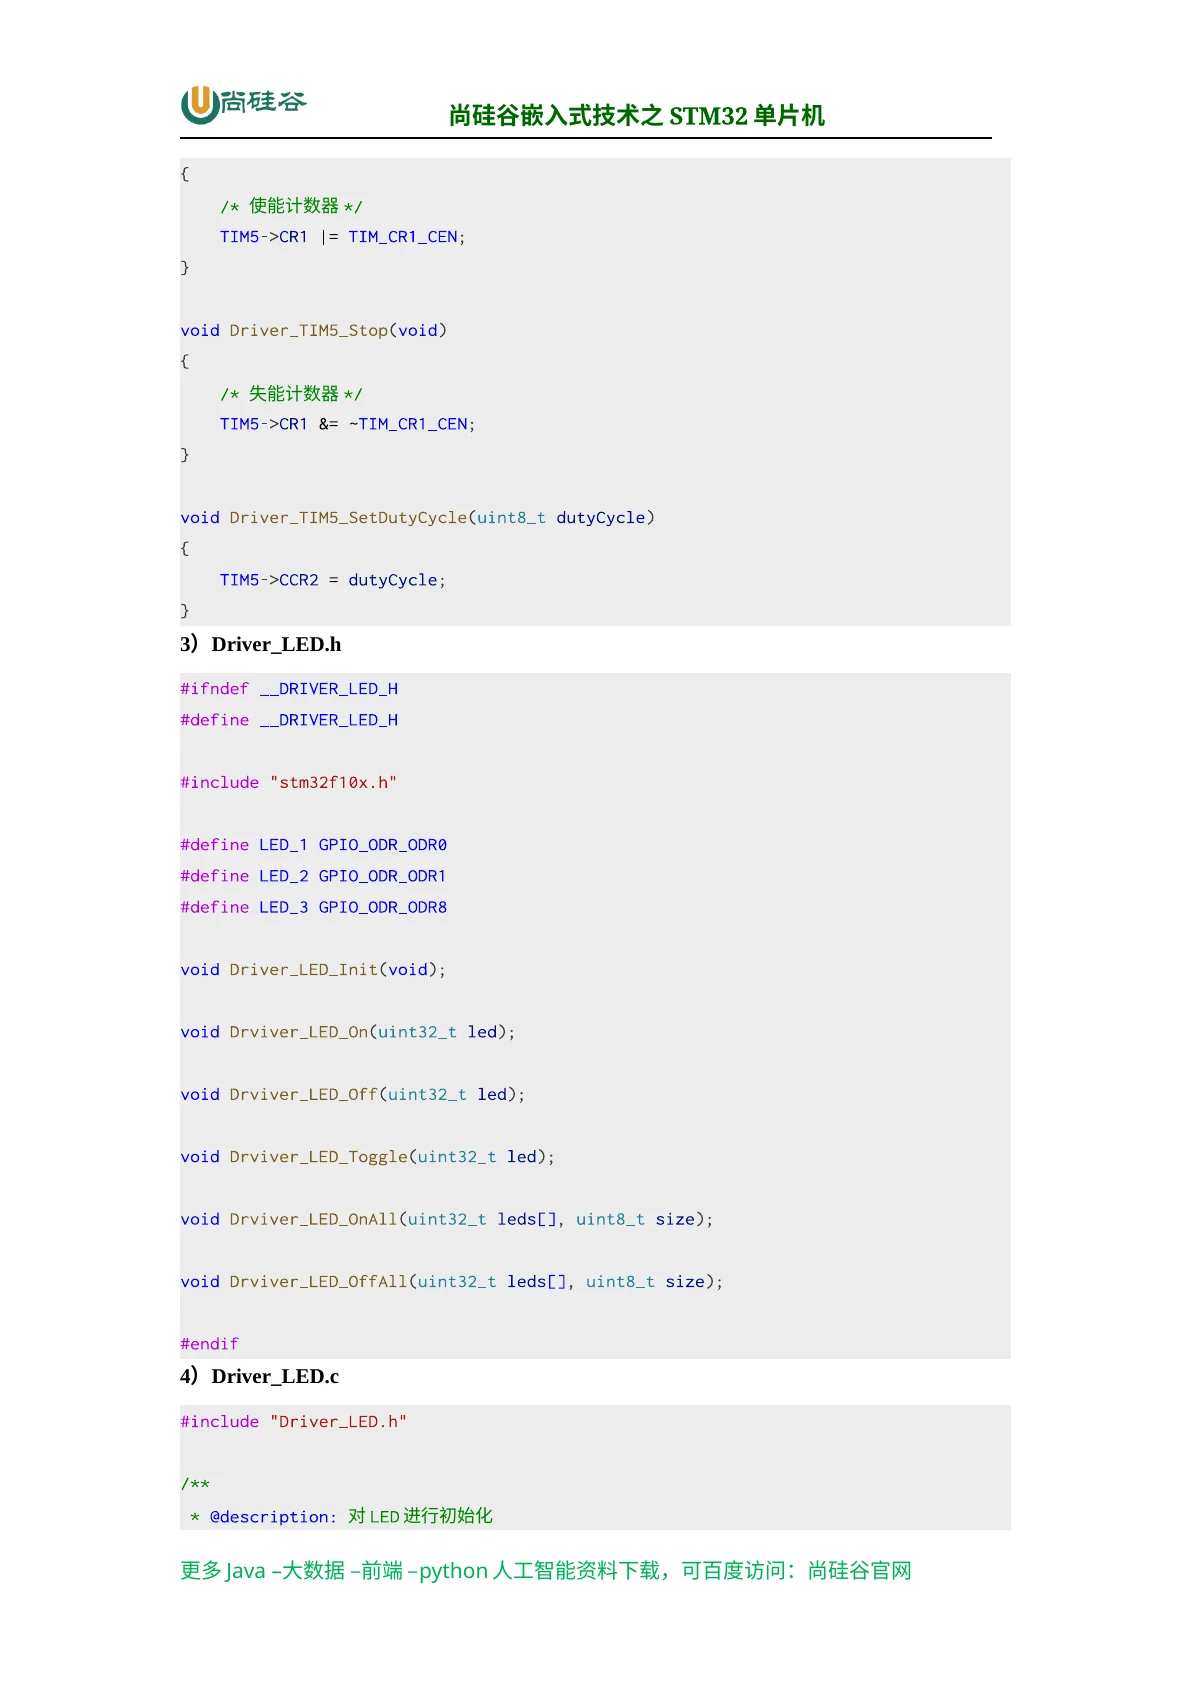 尚硅谷
尚硅谷嵌入式技术之 STM32 单片机
{
    /* 使能计数器 */
    TIM5->CR1 |= TIM_CR1_CEN;
}
void Driver_TIM5_Stop(void)
{
    /* 失能计数器 */
    TIM5->CR1 &= ~TIM_CR1_CEN;
}
void Driver_TIM5_SetDutyCycle(uint8_t dutyCycle)
{
    TIM5->CCR2 = dutyCycle;
}
3）Driver_LED.h
#ifndef __DRIVER_LED_H
#define __DRIVER_LED_H
#include "stm32f10x.h"
#define LED_1 GPIO_ODR_ODR0
#define LED_2 GPIO_ODR_ODR1
#define LED_3 GPIO_ODR_ODR8
void Driver_LED_Init(void);
void Drviver_LED_On(uint32_t led);
void Drviver_LED_Off(uint32_t led);
void Drviver_LED_Toggle(uint32_t led);
void Drviver_LED_OnAll(uint32_t leds[], uint8_t size);
void Drviver_LED_OffAll(uint32_t leds[], uint8_t size);
#endif
4）Driver_LED.c
#include "Driver_LED.h"
/**
 * @description: 对 LED 进行初始化
更多 Java –大数据 –前端 –python 人工智能资料下载，可百度访问：尚硅谷官网